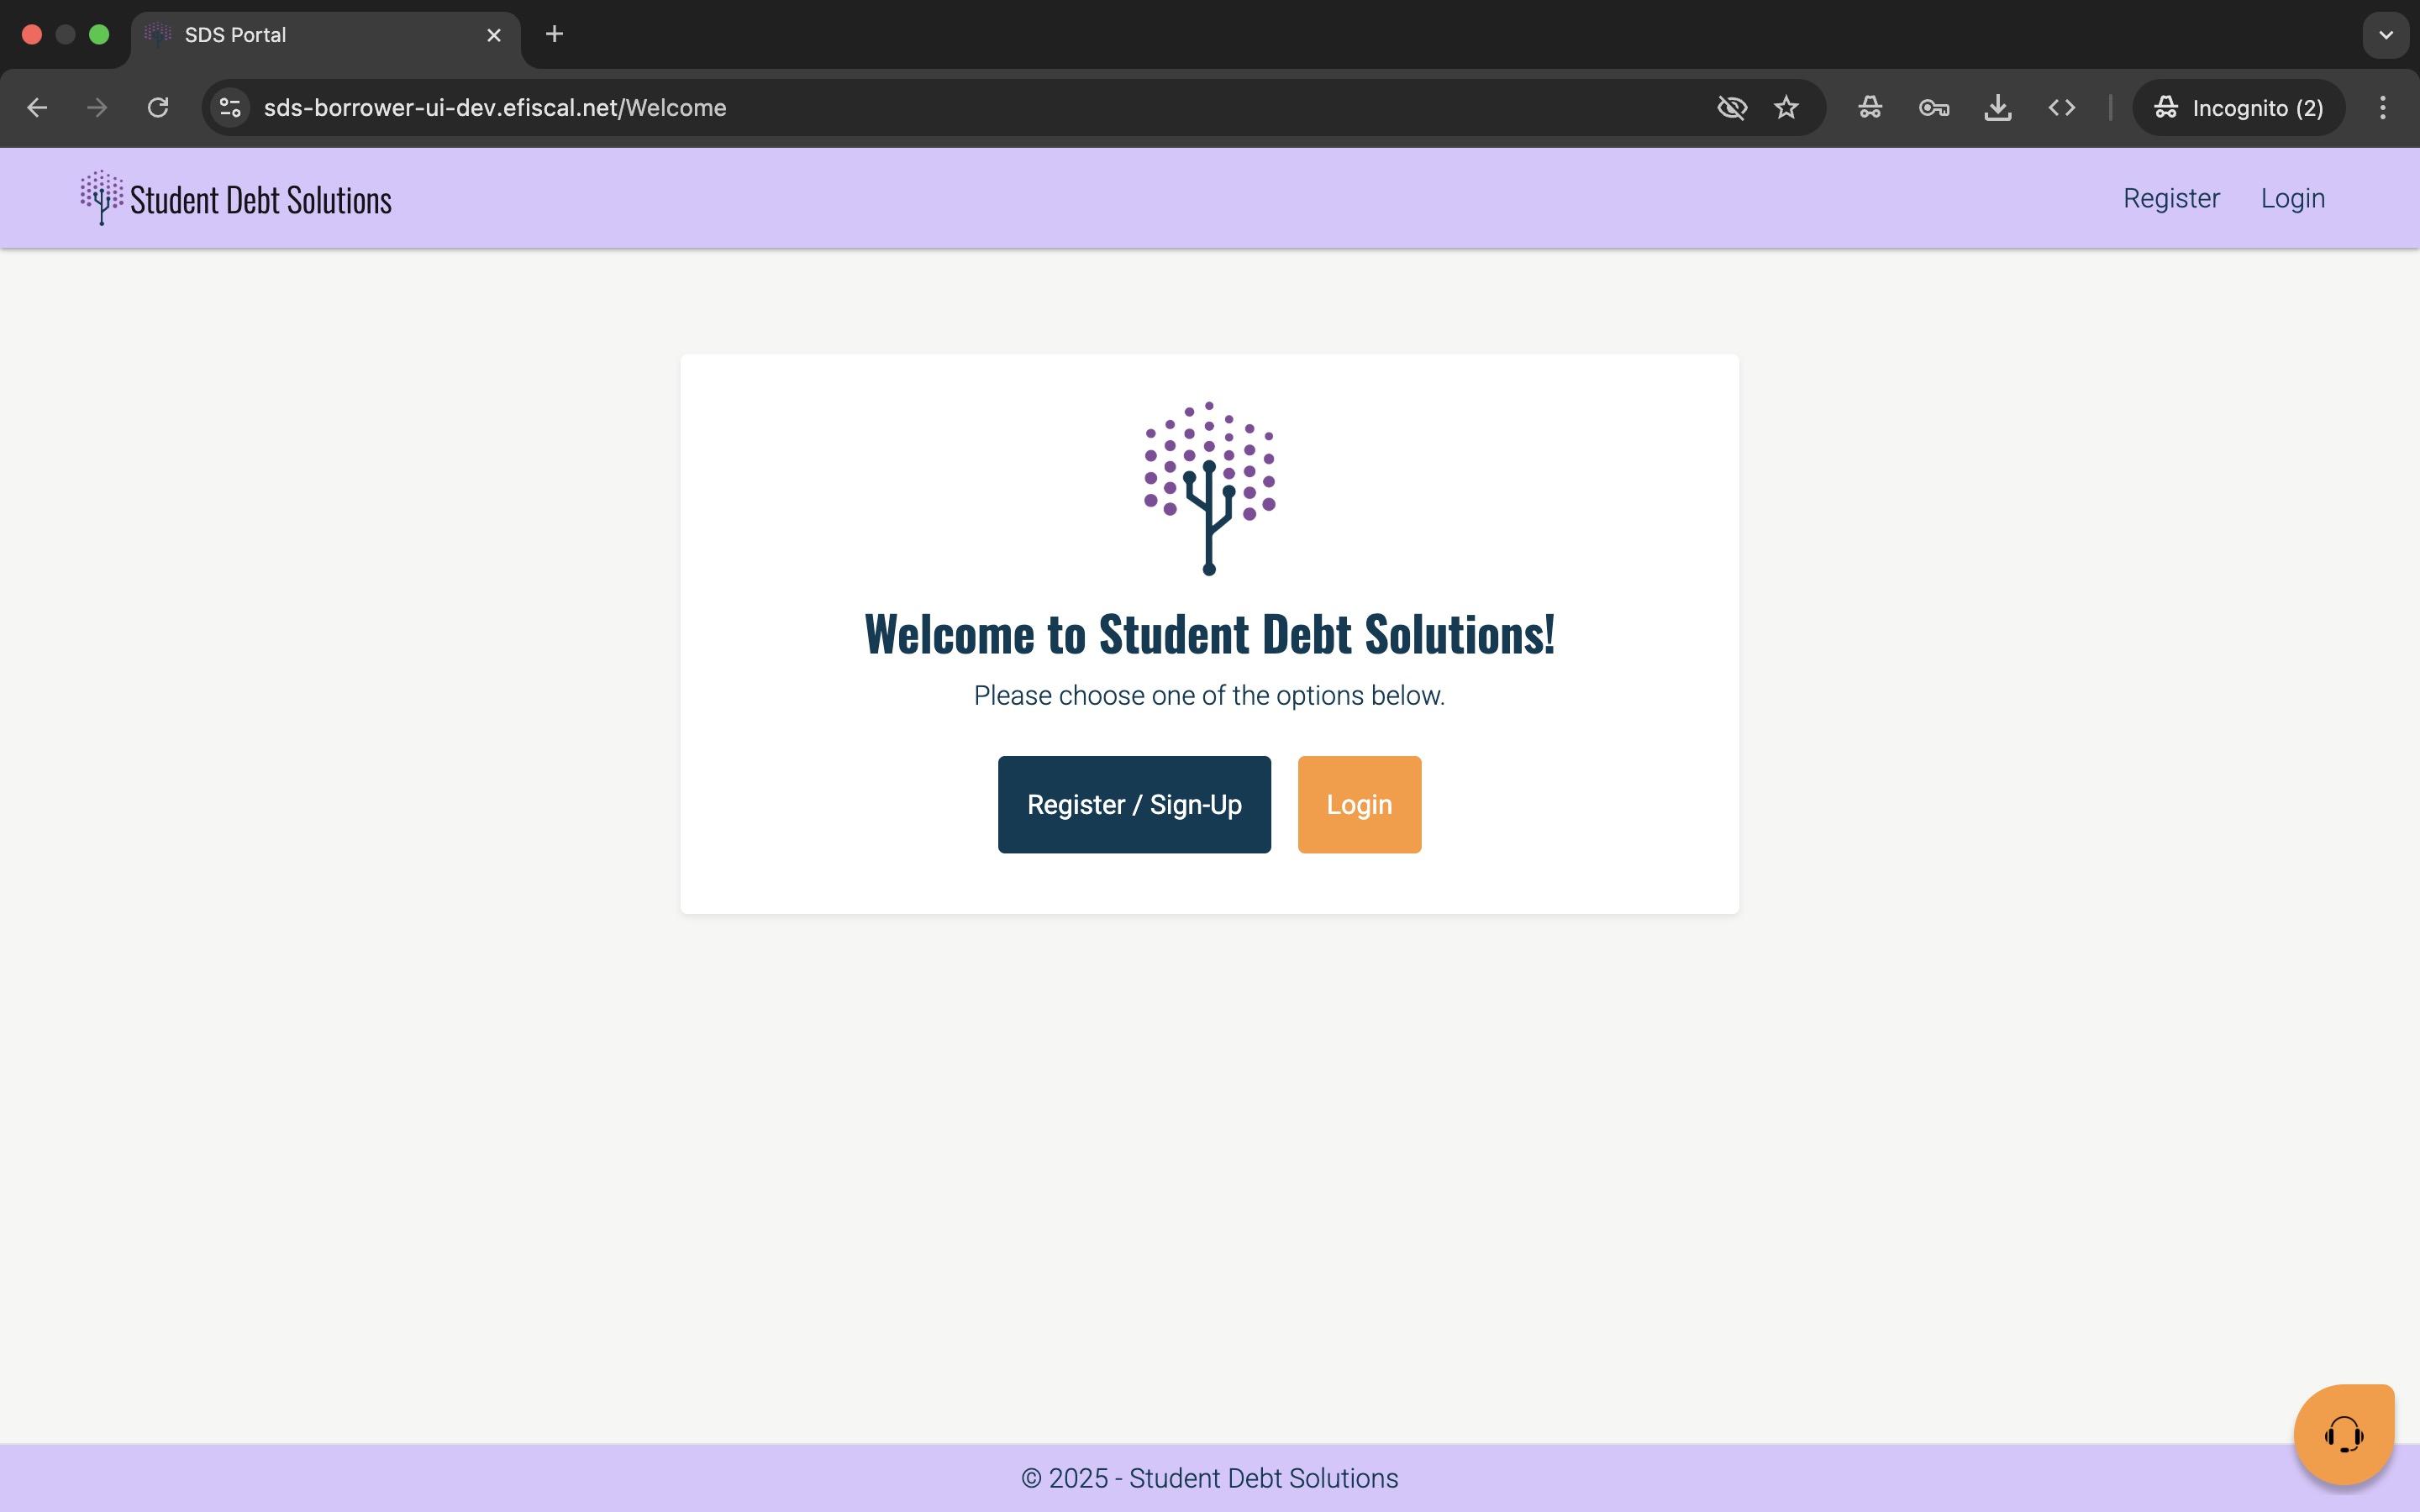 SDS Portal
sds-borrower-ui-dev.efiscal.net/Welcome
Incognito (2)
Student Debt Solutions
Register
Login
Welcome to Student Debt Solutions!
Please choose one of the options below.
Register / Sign-Up
Login
© 2025 - Student Debt Solutions